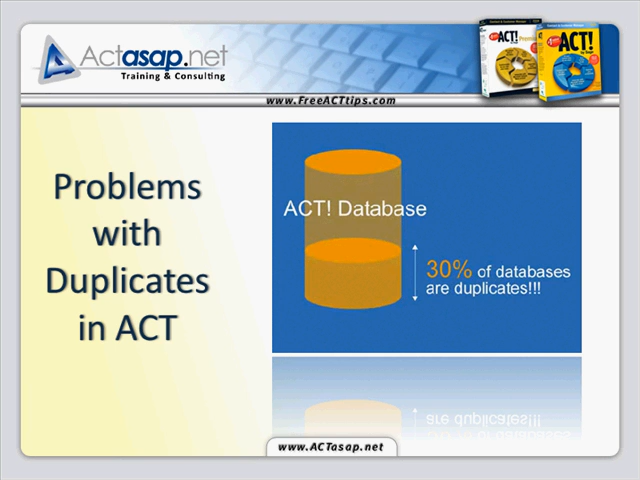 Actasap.net
Training & Consulting
ACT!
www.FreeACTtips.com
Problems
with
Duplicates
in ACT
ACT! Database
30% of databases
are duplicates!!!
www.ACTasap.net